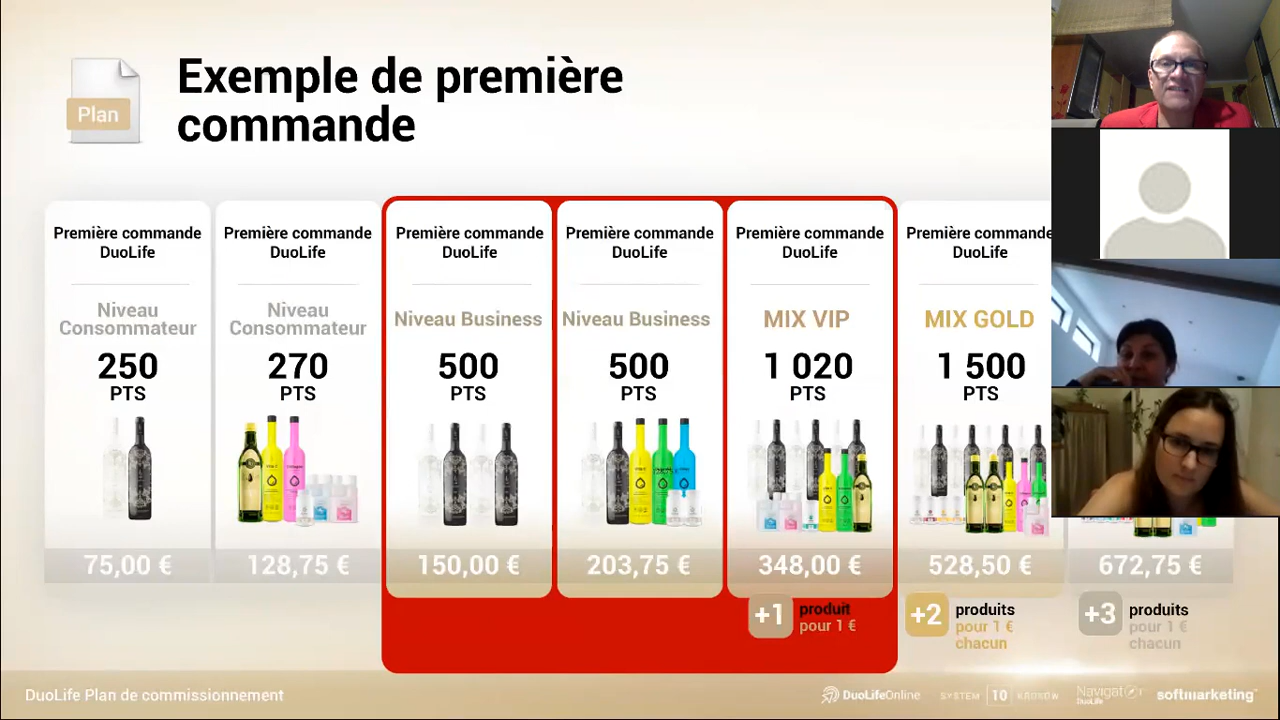 Plan
Exemple de première
commande
Première commande
DuoLife
Niveau
Consommateur
250
PTS
75,00 €
Première commande
DuoLife
Niveau
Consommateur
270
PTS
128,75 €
Première commande
DuoLife
Niveau Business
500
PTS
150,00 €
Première commande
DuoLife
Niveau Business
500
PTS
203,75 €
Première commande
DuoLife
MIX VIP
1 020
PTS
348,00 €
+1
produit
pour 1 €
Première commande
DuoLife
MIX GOLD
1 500
PTS
528,50 €
+2
produits
pour 1 €
chacun
672,75 €
+3
produits
pour 1 €
chacun
DuoLife Plan de commissionnement
DuoLifeOnline
SYSTEM 10 KROKÓW
Navigator
DuoLife
softmarketing